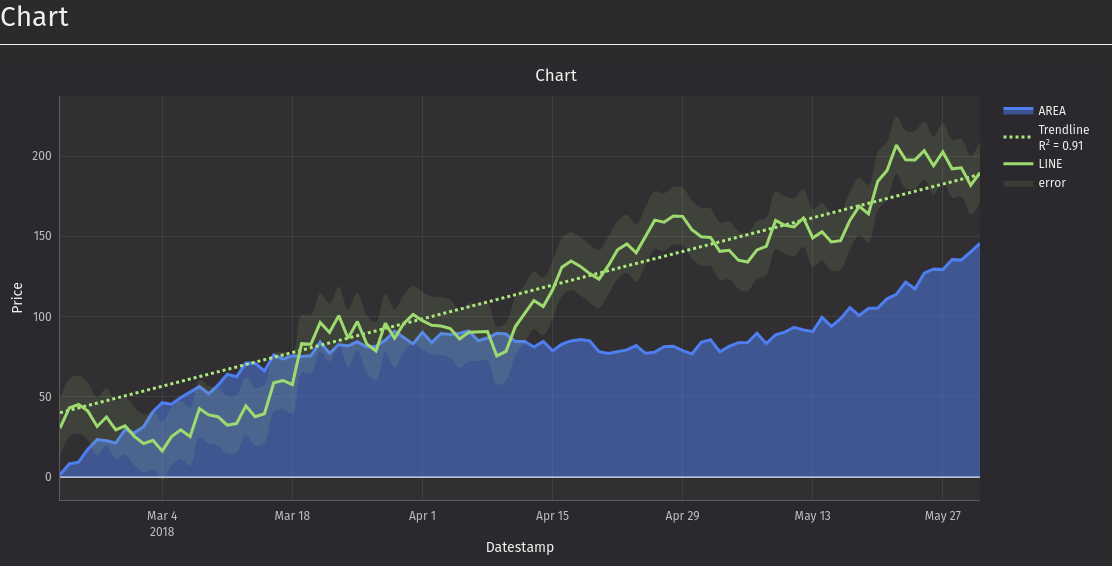 Chart
Chart
AREA
Trendline
R² = 0.91
LINE
error
Price
200
150
100
50
0
Mar 4
2018
Mar 18
Apr 1
Apr 15
Apr 29
May 13
May 27
Datestamp